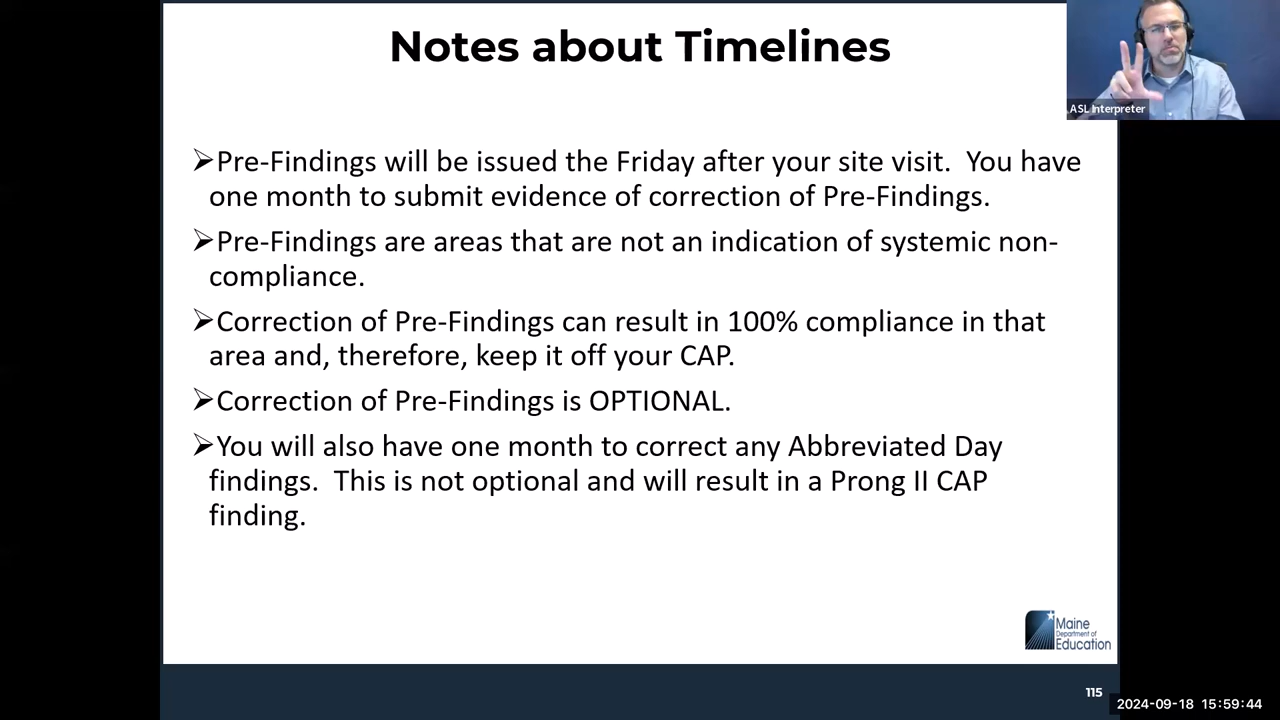 Notes about Timelines
ASL Interpreter
➢Pre-Findings will be issued the Friday after your site visit.  You have
one month to submit evidence of correction of Pre-Findings.
➢Pre-Findings are areas that are not an indication of systemic non-
compliance.
➢Correction of Pre-Findings can result in 100% compliance in that
area and, therefore, keep it off your CAP.
➢Correction of Pre-Findings is OPTIONAL.
➢You will also have one month to correct any Abbreviated Day
findings.  This is not optional and will result in a Prong II CAP
finding.
Maine
Department of
Education
115
2024-09-18 15:59:44